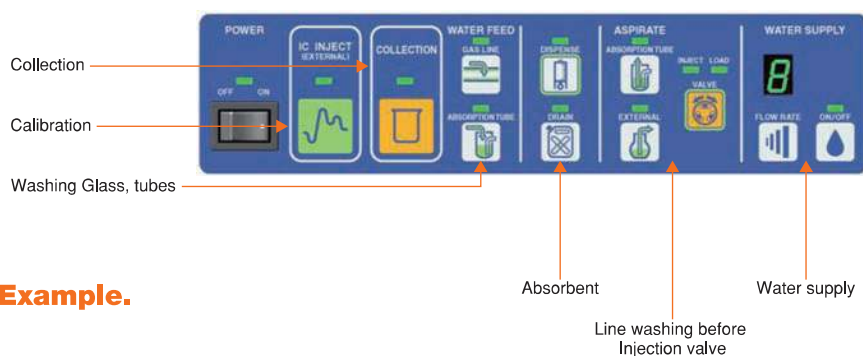 POWER
OFF ON
IC INJECT
(EXTERNAL)
COLLECTION
WATER FEED
GAS LINE
ABSORPTION TUBE
DISPENSE
DRAIN
ASPIRATE
ABSORPTION TUBE
EXTERNAL
INJECT LOAD
VALVE
WATER SUPPLY
8
FLOW RATE
ON/OFF
Collection
Calibration
Washing Glass, tubes
Absorbent
Line washing before
Injection valve
Water supply
Example.